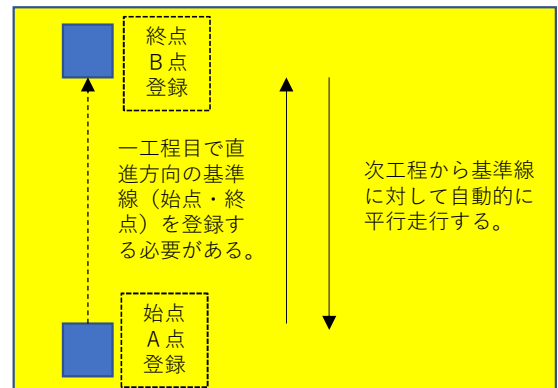 終点
Ｂ点
登録
一工程目で直
進方向の基準
線（始点・終
点）を登録す
る必要がある。
次工程から基準線
に対して自動的に
平行走行する。
始点
Ａ点
登録